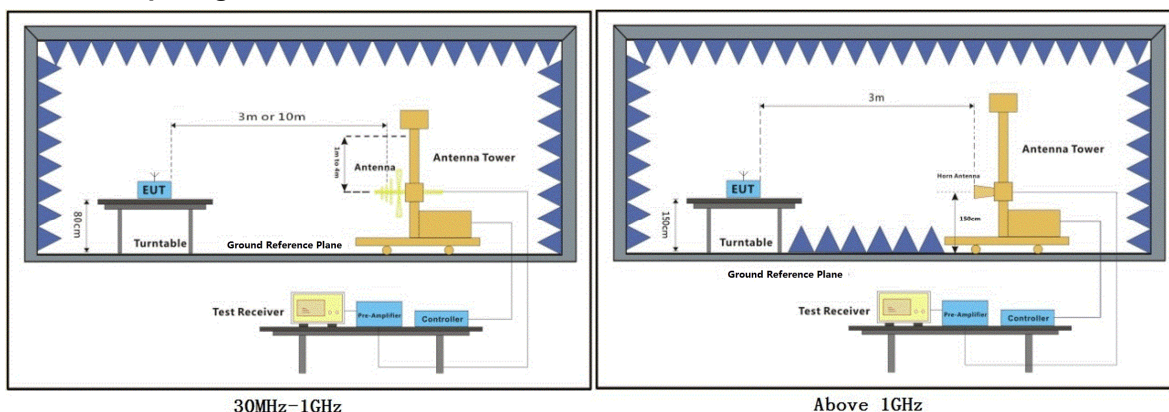 3m or 10m
1m to 4m
Antenna
Antenna Tower
EUT
80cm
Turntable
Ground Reference Plane
Test Receiver
Pre-Amplifier
Controller
30MHz-1GHz
3m
Antenna Tower
Horn Antenna
EUT
150cm
150cm
Turntable
Ground Reference Plane
Test Receiver
Pre-Amplifier
Controller
Above 1GHz